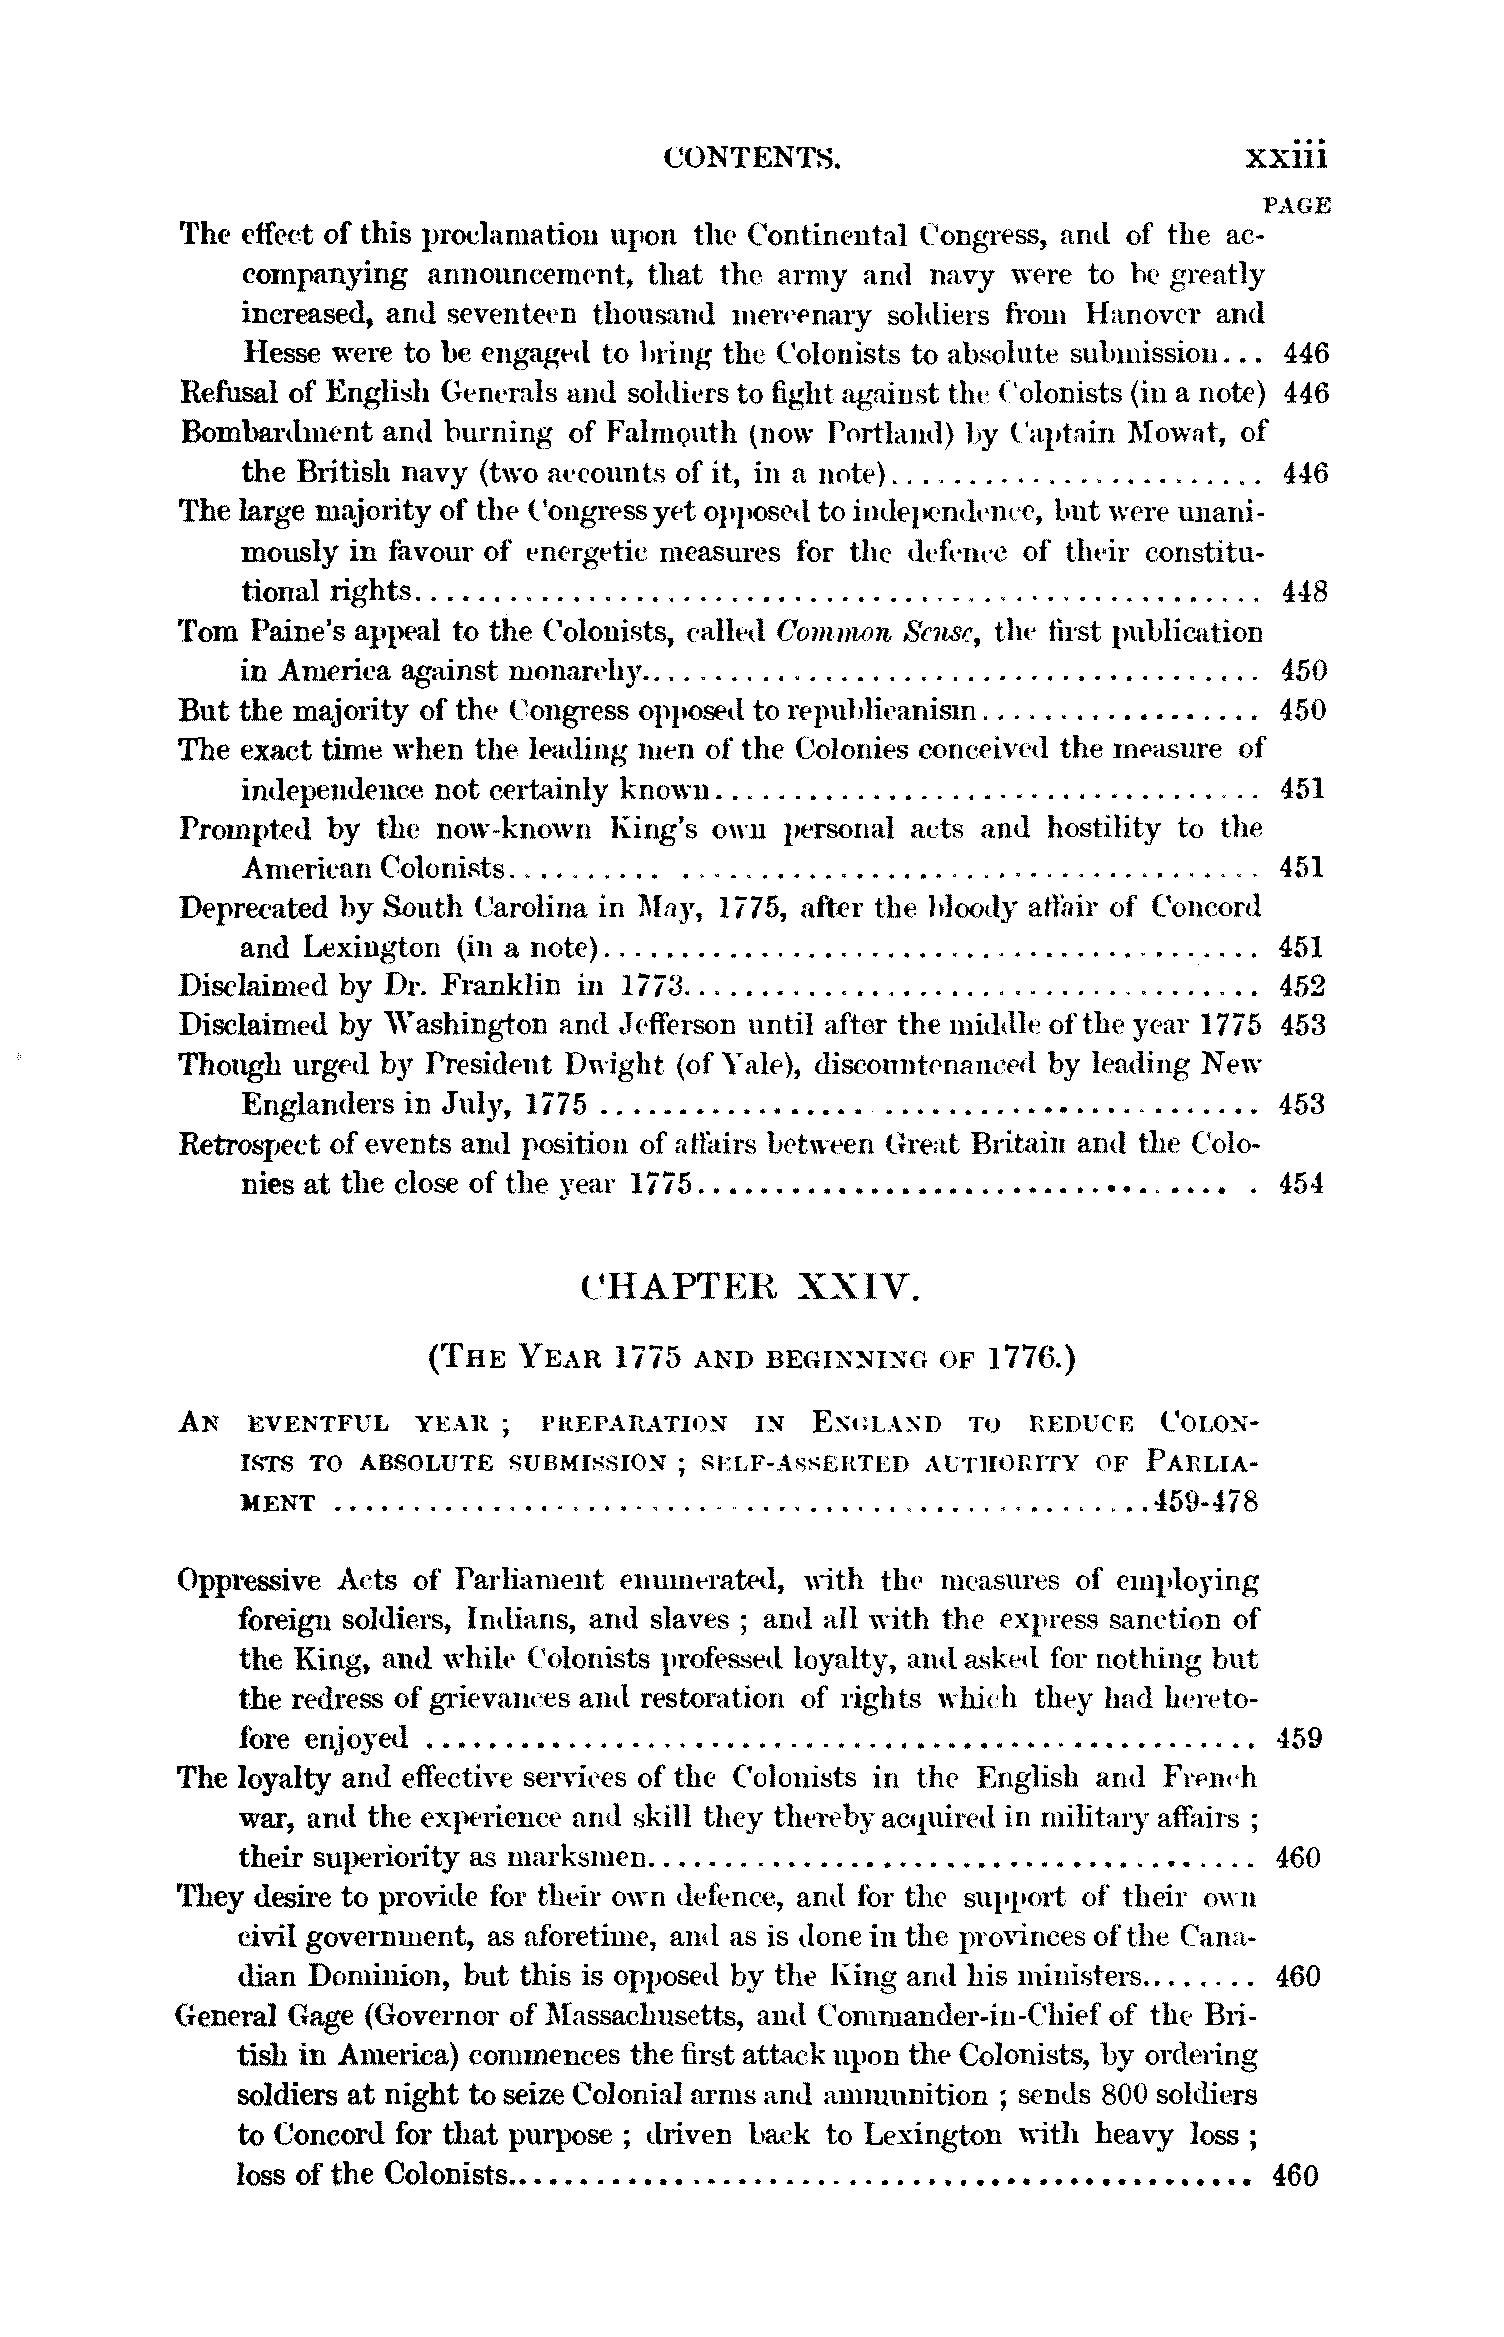 CONTENTS. xxiii
PAGE
The effect of this proclamation upon the Continental Congress, and of the ac-
companying announcement, that the army and navy were to be greatly
increased, and seventeen thousand mercenary soldiers from Hanover and
Hesse were to be engaged to bring the Colonists to absolute submission... 446
Refusal of English Generals and soldiers to fight against the Colonists (in a note) 446
Bombardment and burning of Falmouth (now Portland) by Captain Mowat, of
the British navy (two accounts of it, in a note)........................ 446
The large majority of the Congress yet opposed to independence, but were unani-
mously in favour of energetic measures for the defence of their constitu-
tional rights...................................................... 448
Tom Paine's appeal to the Colonists, called Common Sense, the first publication
in America against monarchy....................................... 450
But the majority of the Congress opposed to republicanism.................. 450
The exact time when the leading men of the Colonies conceived the measure of
independence not certainly known................................... 451
Prompted by the now-known King's own personal acts and hostility to the
American Colonists.......... ..................................... 451
Deprecated by South Carolina in May, 1775, after the bloody affair of Concord
and Lexington (in a note).......................................... 451
Disclaimed by Dr. Franklin in 1773..................................... 452
Disclaimed by Washington and Jefferson until after the middle of the year 1775 453
Though urged by President Dwight (of Yale), discountenanced by leading New
Englanders in July, 1775 .......................................... 453
Retrospect of events and position of affairs between Great Britain and the Colo-
nies at the close of the year 1775.................................. . 454
CHAPTER XXIV.
(THE YEAR 1775 AND BEGINNING OF 1776.)
AN EVENTFUL YEAR ; PREPARATION IN ENGLAND TO REDUCE COLON-
ISTS TO ABSOLUTE SUBMISSION ; SELF-ASSERTED AUTHORITY OF PARLIA-
MENT ....................................................459-478
Oppressive Acts of Parliament enumerated, with the measures of employing
foreign soldiers, Indians, and slaves ; and all with the express sanction of
the King, and while Colonists professed loyalty, and asked for nothing but
the redress of grievances and restoration of rights which they had hereto-
fore enjoyed ..................................................... 459
The loyalty and effective services of the Colonists in the English and French
war, and the experience and skill they thereby acquired in military affairs ;
their superiority as marksmen....................................... 460
They desire to provide for their own defence, and for the support of their own
civil government, as aforetime, and as is done in the provinces of the Cana-
dian Dominion, but this is opposed by the King and his ministers........ 460
General Gage (Governor of Massachusetts, and Commander-in-Chief of the Bri-
tish in America) commences the first attack upon the Colonists, by ordering
soldiers at night to seize Colonial arms and ammunition ; sends 800 soldiers
to Concord for that purpose ; driven back to Lexington with heavy loss ;
loss of the Colonists............................................... 460